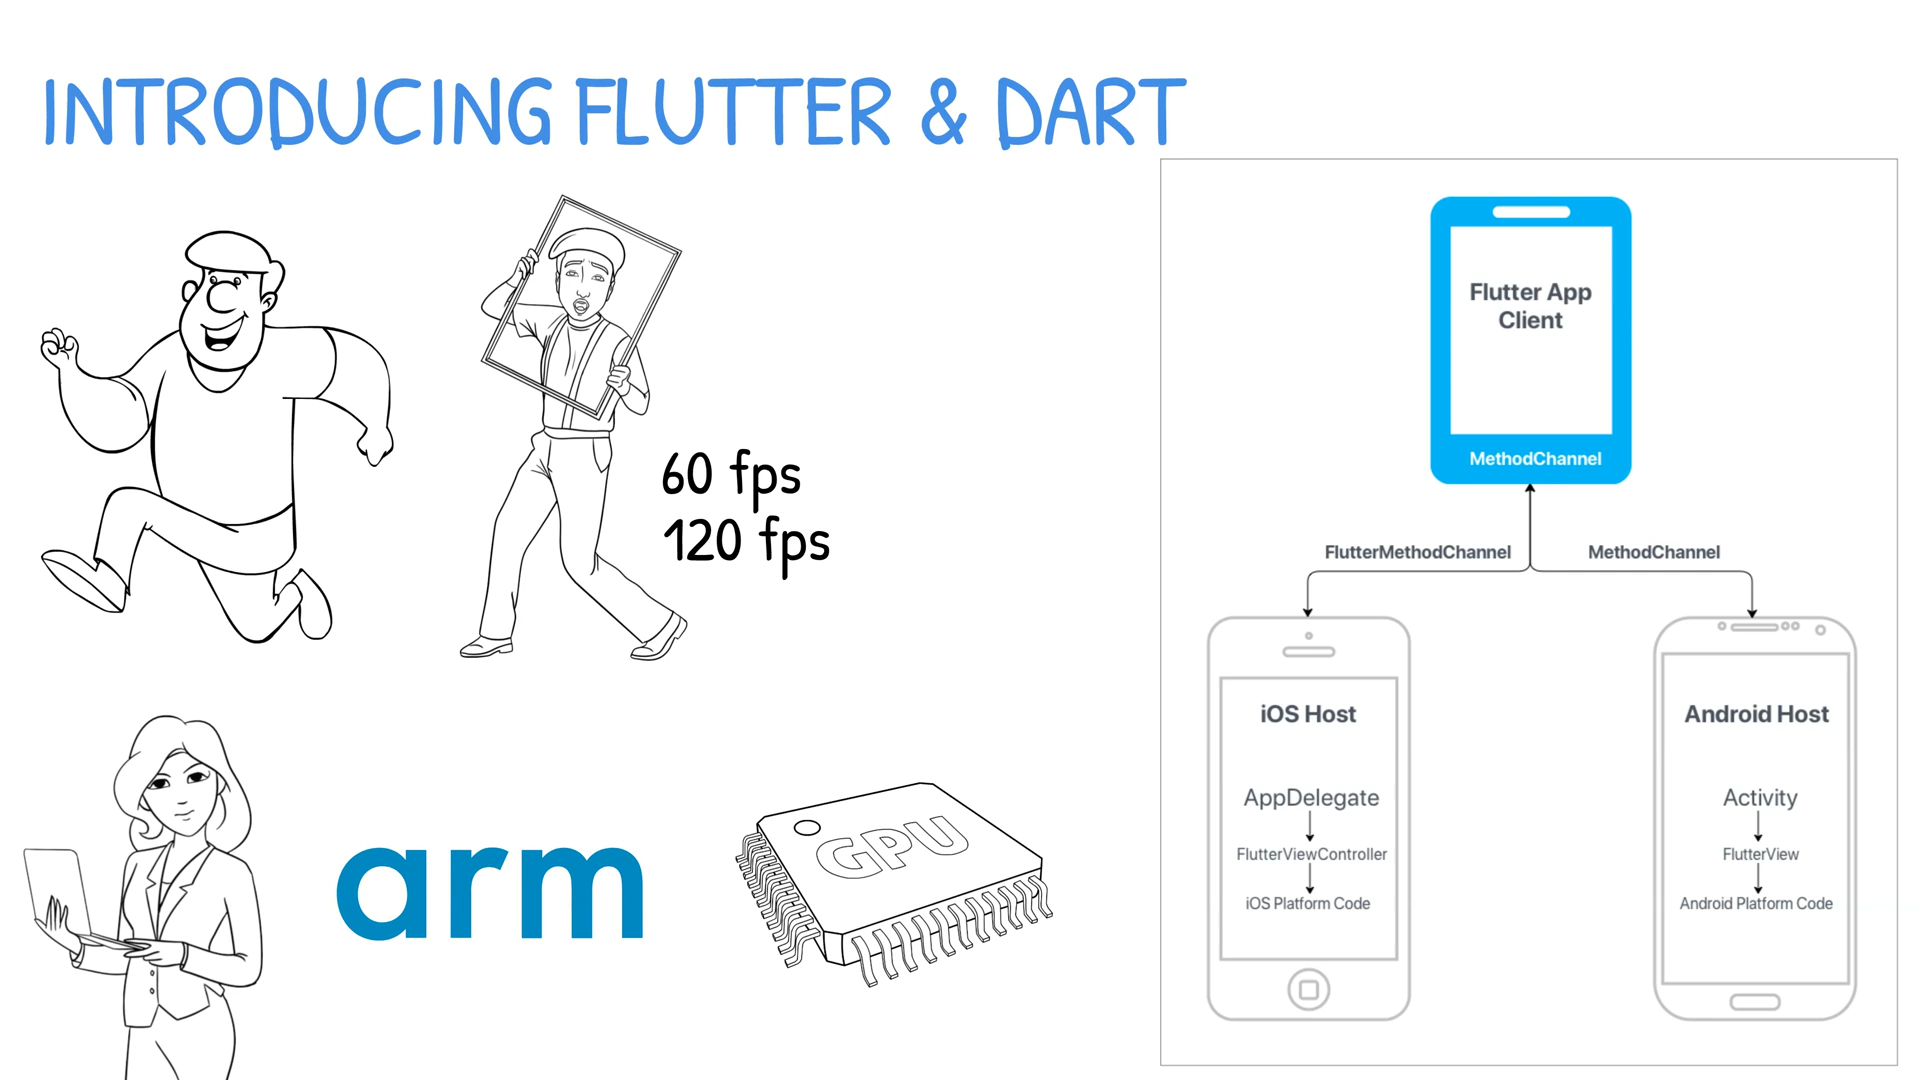 INTRODUCING FLUTTER & DART
60 fps
120 fps
arm
GPU
Flutter App
Client
MethodChannel
FlutterMethodChannel
MethodChannel
iOS Host
AppDelegate
FlutterViewController
iOS Platform Code
Android Host
Activity
FlutterView
Android Platform Code